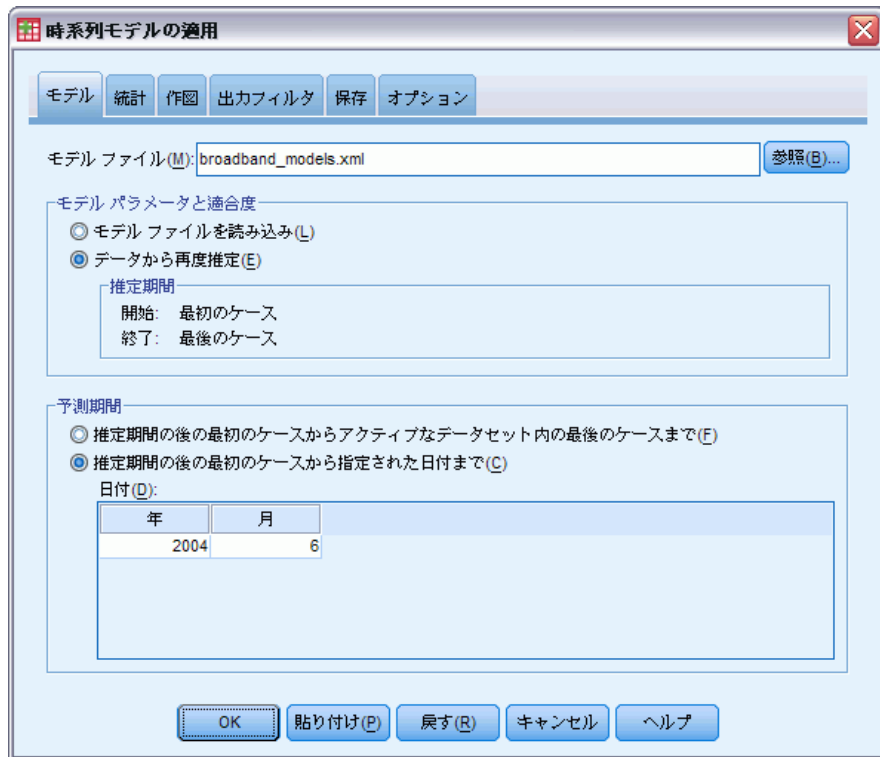 時系列モデルの適用
モデル 統計 作図 出力フィルタ 保存 オプション
モデル ファイル(M): broadband_models.xml 参照(B)...
モデル パラメータと適合度
モデル ファイルを読み込み(L)
データから再度推定(E)
推定期間
開始: 最初のケース
終了: 最後のケース
予測期間
推定期間の後の最初のケースからアクティブなデータセット内の最後のケースまで(F)
推定期間の後の最初のケースから指定された日付まで(C)
日付(D):
年 月
2004 6
OK 貼り付け(P) 戻す(R) キャンセル ヘルプ